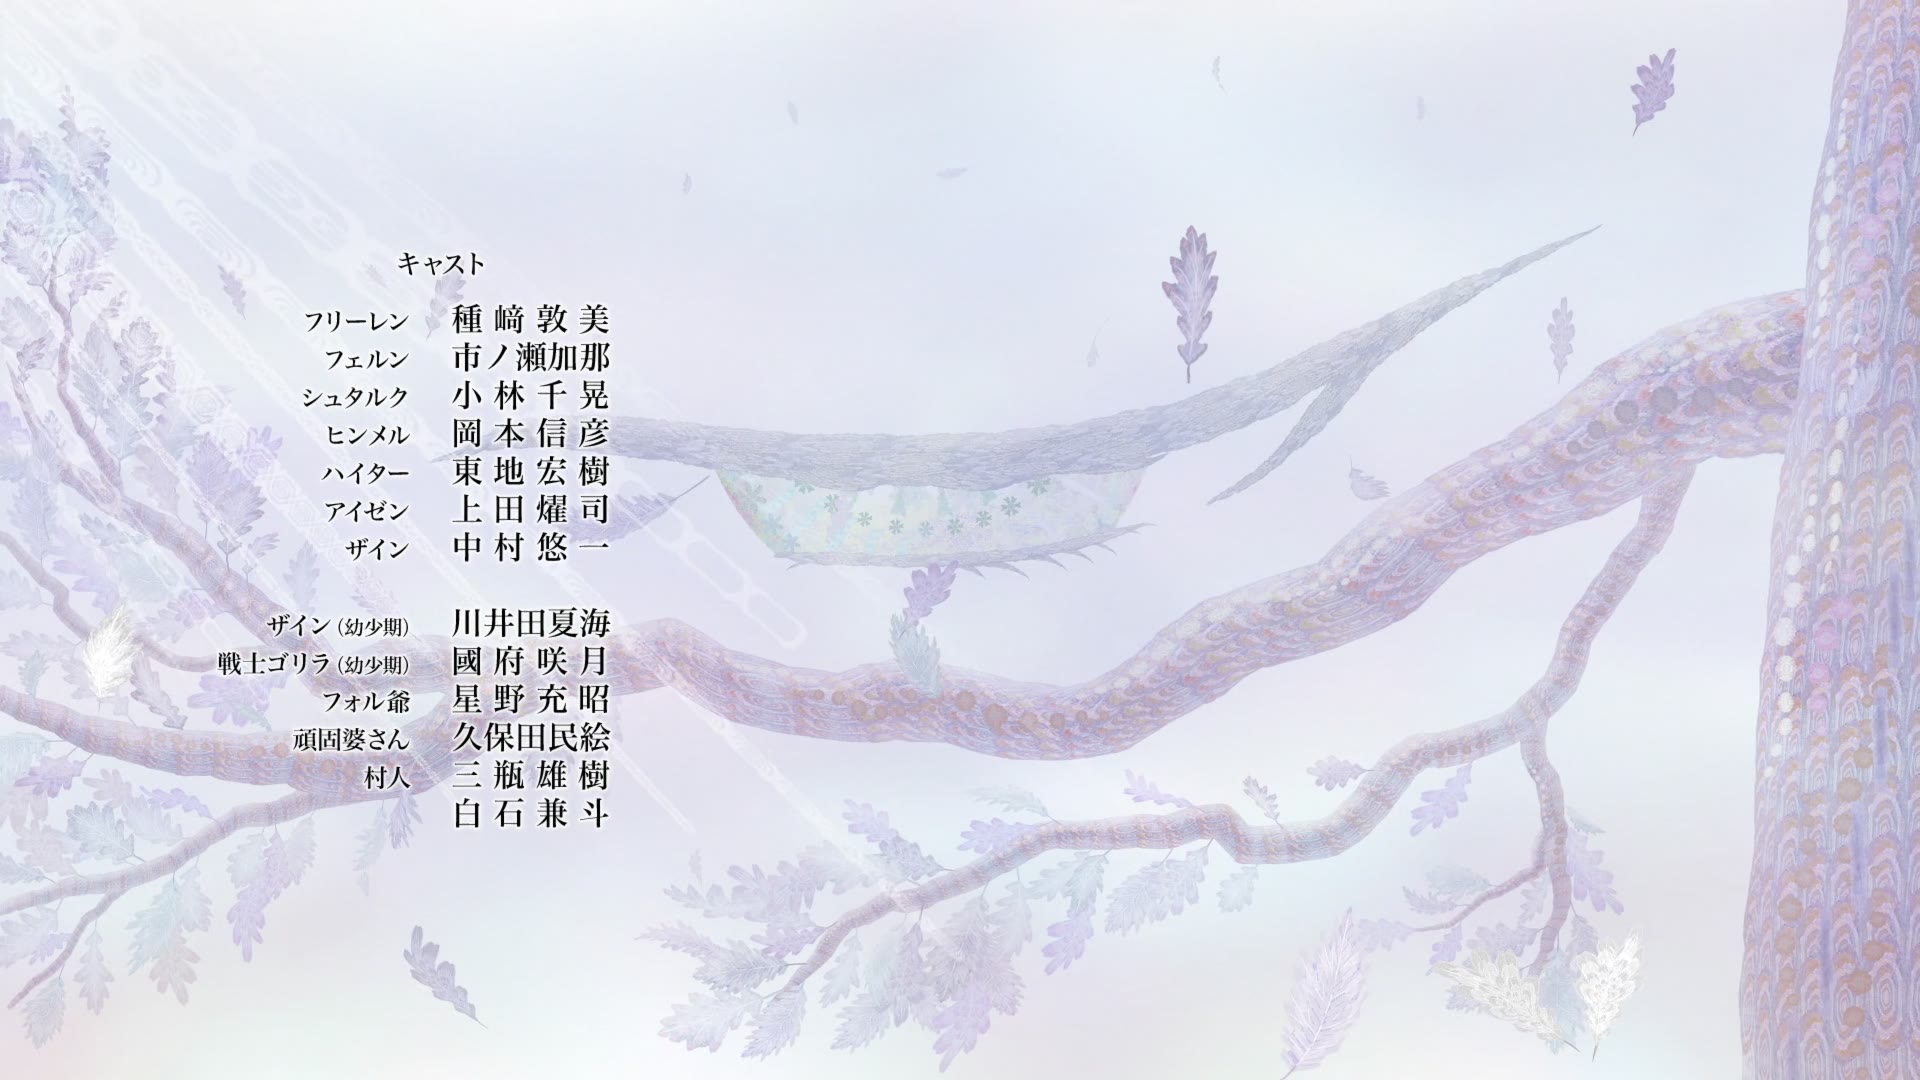 キャスト
フリーレン 種﨑敦美
フェルン 市ノ瀬加那
シュタルク 小林千晃
ヒンメル 岡本信彦
ハイター 東地宏樹
アイゼン 上田燿司
ザイン 中村悠一
ザイン(幼少期) 川井田夏海
戦士ゴリラ(幼少期) 國府咲月
フォル爺 星野充昭
頑固婆さん 久保田民絵
村人 三瓶雄樹
白石兼斗